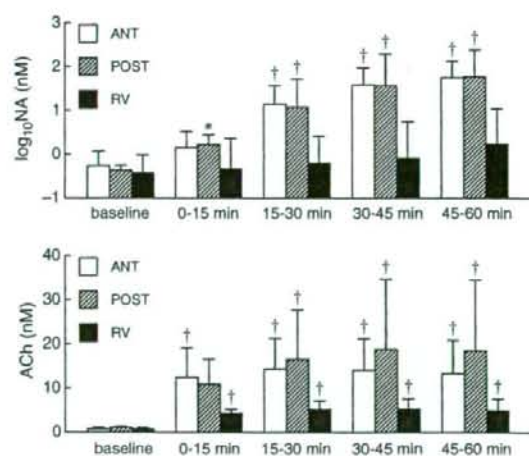 3
2
1
0
−1
log₁₀NA (nM)
ANT
POST
RV
*
† † † † † †
baseline 0-15 min 15-30 min 30-45 min 45-60 min
40
30
20
10
0
ACh (nM)
ANT
POST
RV
† † † † † † † † † † †
baseline 0-15 min 15-30 min 30-45 min 45-60 min